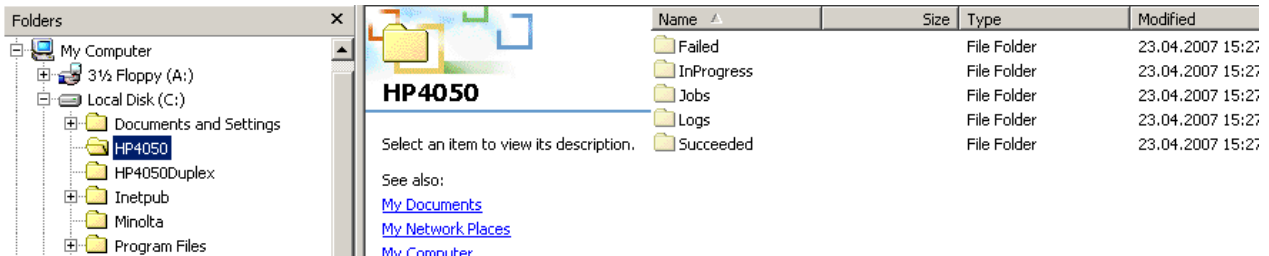 Folders
My Computer
3½ Floppy (A:)
Local Disk (C:)
Documents and Settings
HP4050
HP4050Duplex
Inetpub
Minolta
Program Files
HP4050
Select an item to view its description.
See also:
My Documents
My Network Places
My Computer
Name Size Type Modified
Failed File Folder 23.04.2007 15:27
InProgress File Folder 23.04.2007 15:27
Jobs File Folder 23.04.2007 15:27
Logs File Folder 23.04.2007 15:27
Succeeded File Folder 23.04.2007 15:27